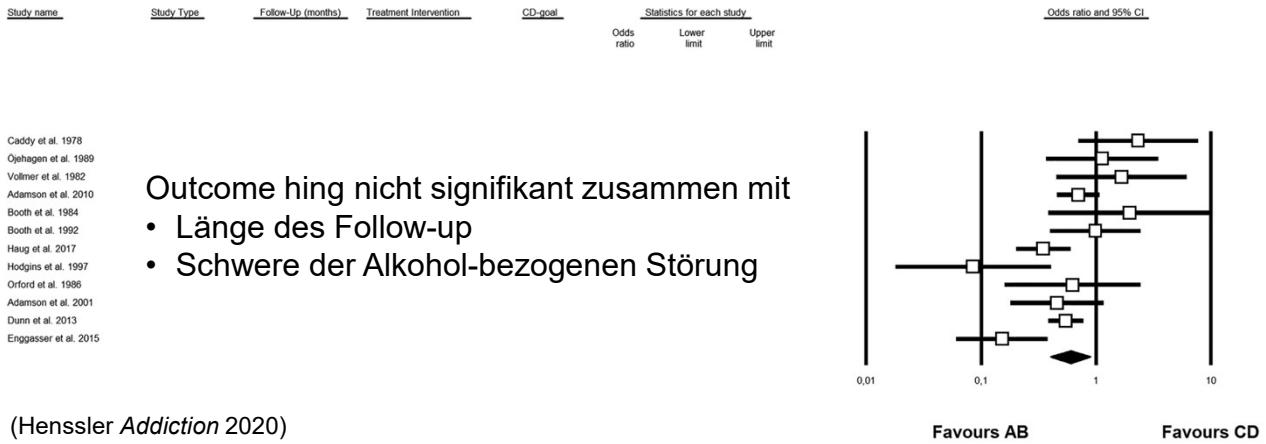 Study name Study Type Follow-Up (months) Treatment Intervention CD-goal Statistics for each study Odds ratio and 95% CI
Odds ratio Lower limit Upper limit
Caddy et al. 1978
Öjehagen et al. 1989
Vollmer et al. 1982
Adamson et al. 2010
Booth et al. 1984
Booth et al. 1992
Haug et al. 2017
Hodgins et al. 1997
Orford et al. 1986
Adamson et al. 2001
Dunn et al. 2013
Enggasser et al. 2015
Outcome hing nicht signifikant zusammen mit
• Länge des Follow-up
• Schwere der Alkohol-bezogenen Störung
0,01 0,1 1 10
Favours AB Favours CD
(Henssler Addiction 2020)